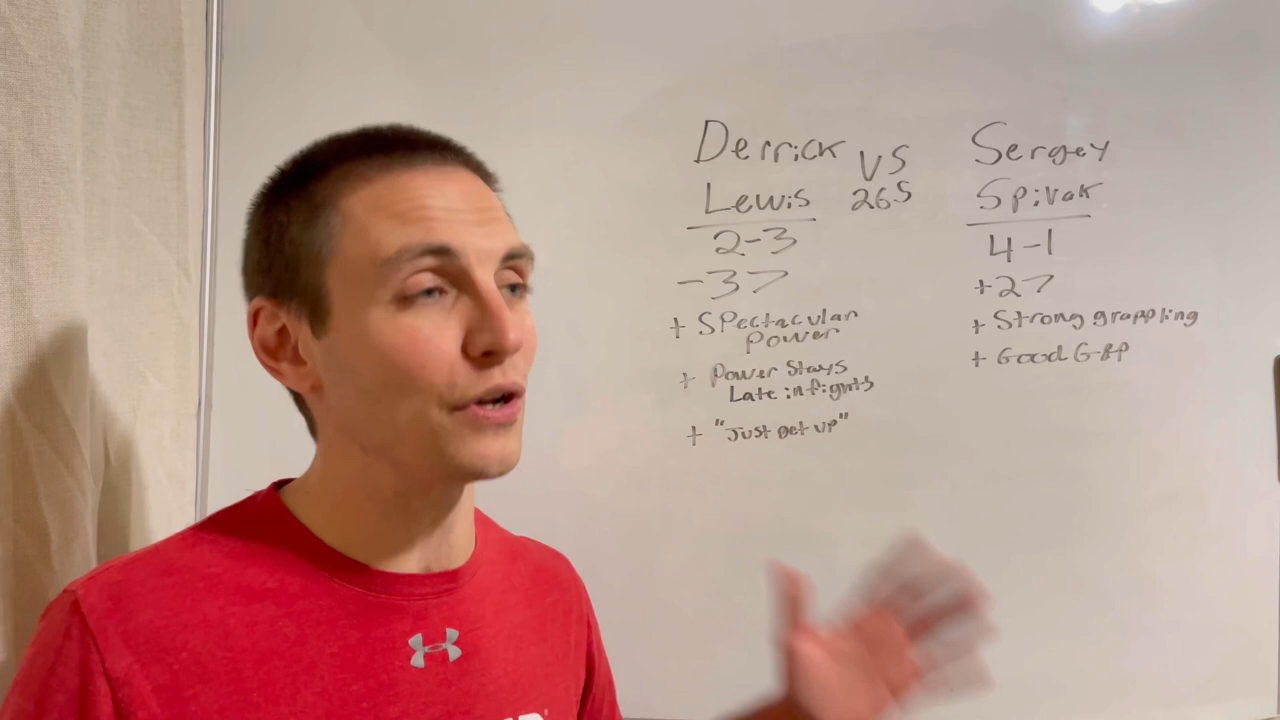 Derrick
Lewis
2-3
-37
+ Spectacular
Power
+ Power Stays
Late in fights
+ "Just get up"
VS
265
Sergey
Spivak
4-1
+27
+ Strong grappling
+ Good G+P